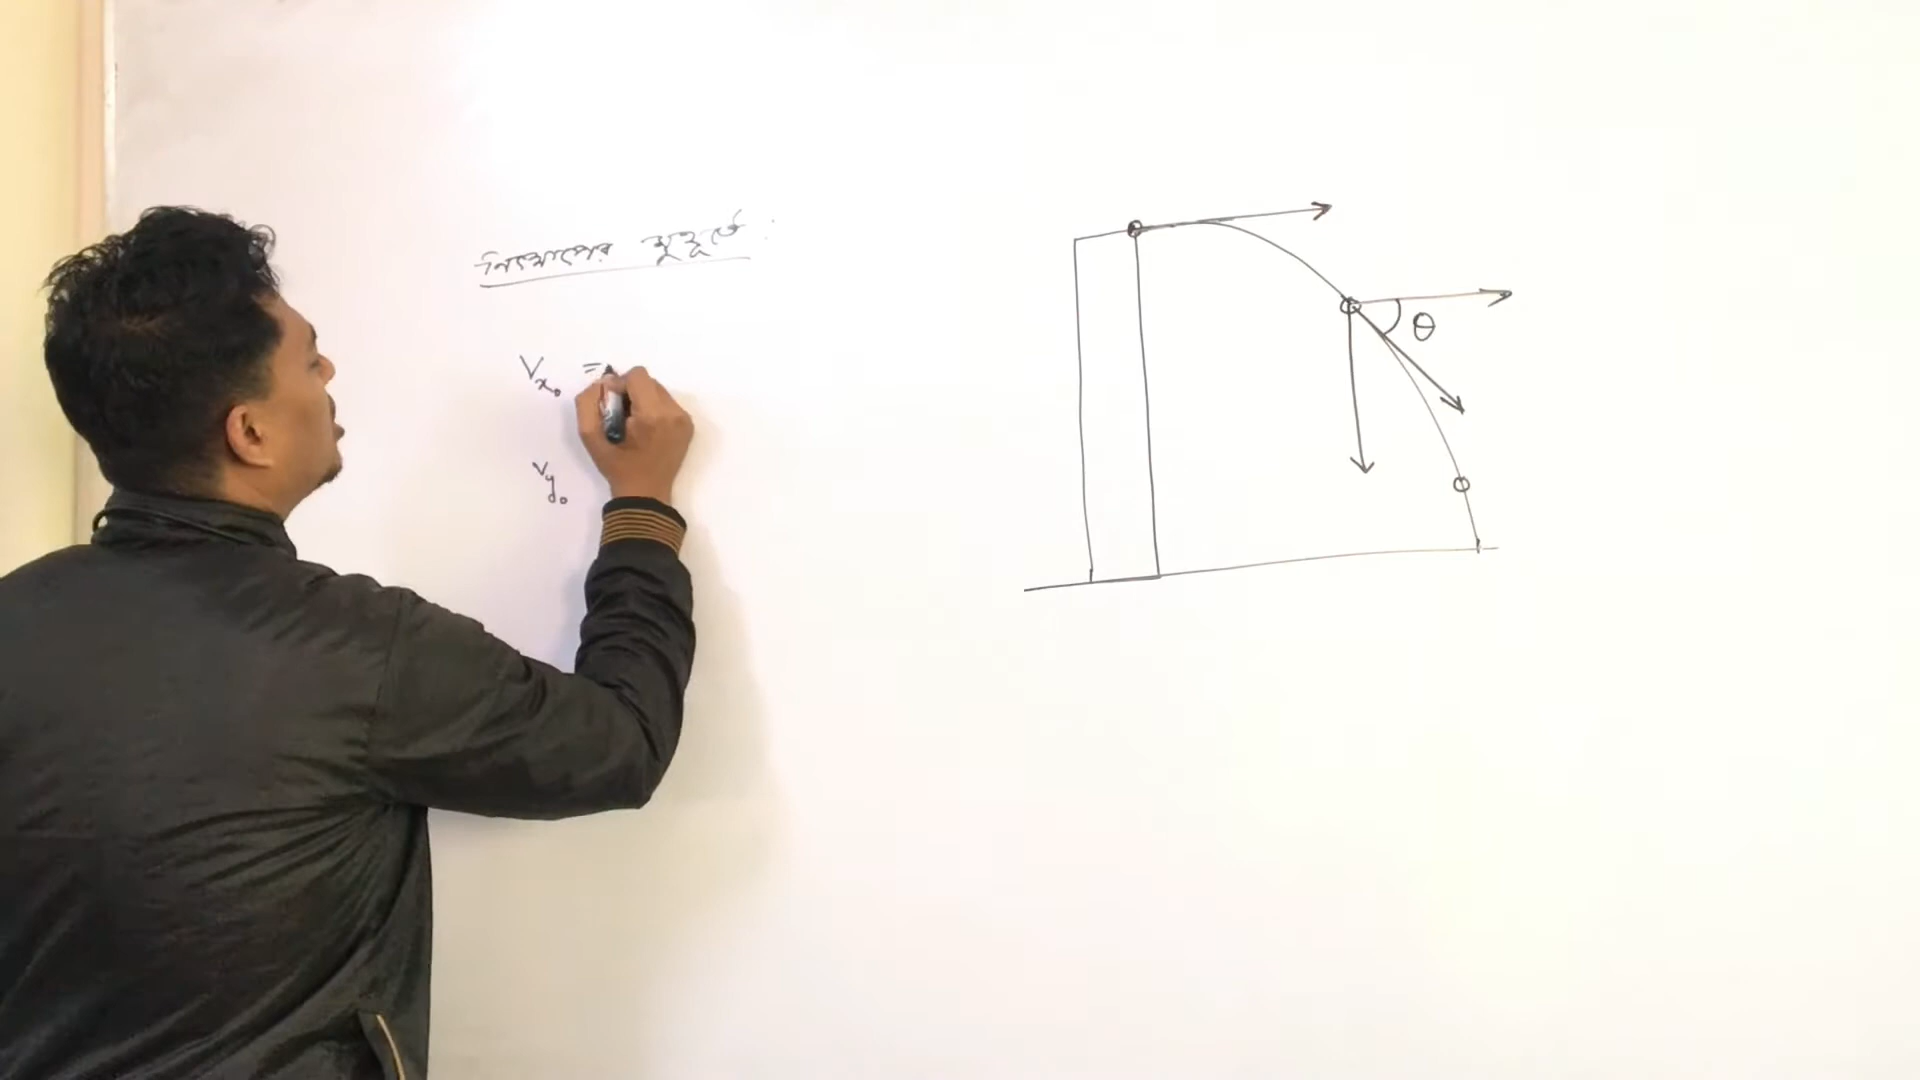 নিক্ষেপের মুহূর্তে :
Vx₀ =
Vy₀
θ